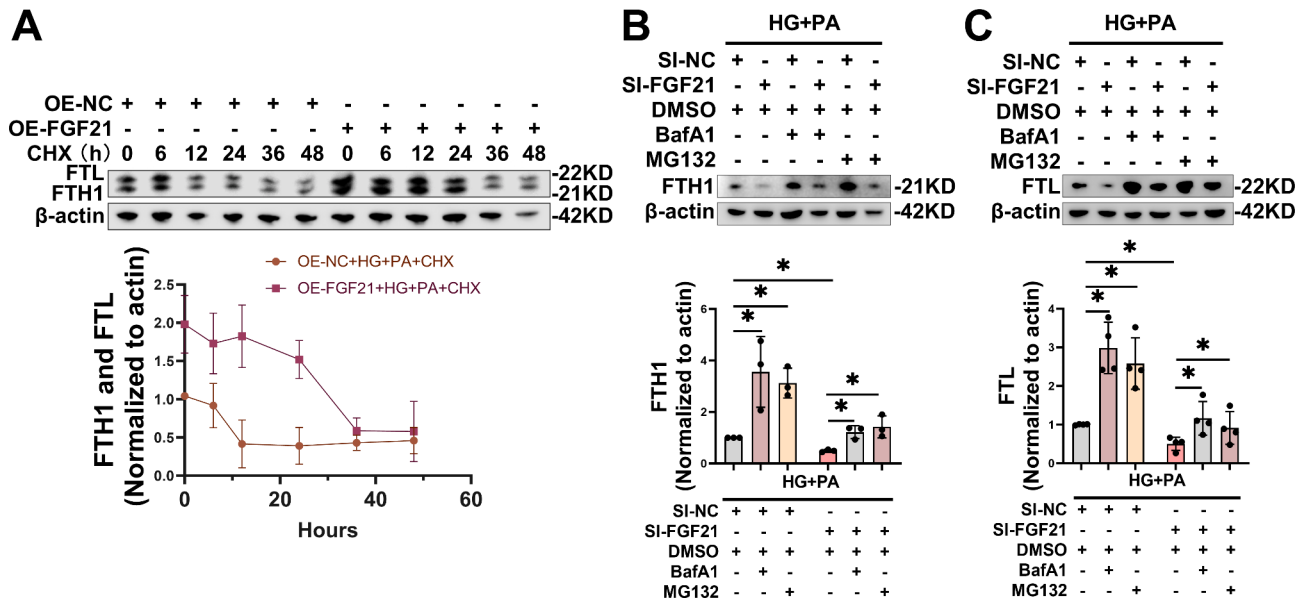 A
OE-NC + + + + + + - - - - - -
OE-FGF21 - - - - - - + + + + + +
CHX (h) 0 6 12 24 36 48 0 6 12 24 36 48
FTL -22KD
FTH1 -21KD
β-actin -42KD
OE-NC+HG+PA+CHX
OE-FGF21+HG+PA+CHX
FTH1 and FTL
(Normalized to actin)
2.5
2.0
1.5
1.0
0.5
0.0
0 20 40 60
Hours
B
HG+PA
SI-NC + - + - + -
SI-FGF21 - + - + - +
DMSO + + + + + +
BafA1 - - + + - -
MG132 - - - - + +
FTH1 -21KD
β-actin -42KD
FTH1
(Normalized to actin)
6
4
2
0
* * * * *
HG+PA
SI-NC + + + - - -
SI-FGF21 - - - + + +
DMSO + + + + + +
BafA1 - + - - + -
MG132 - - + - - +
C
HG+PA
SI-NC + - + - + -
SI-FGF21 - + - + - +
DMSO + + + + + +
BafA1 - - + + - -
MG132 - - - - + +
FTL -22KD
β-actin -42KD
FTL
(Normalized to actin)
4
3
2
1
0
* * * * *
HG+PA
SI-NC + + + - - -
SI-FGF21 - - - + + +
DMSO + + + + + +
BafA1 - + - - + -
MG132 - - + - - +